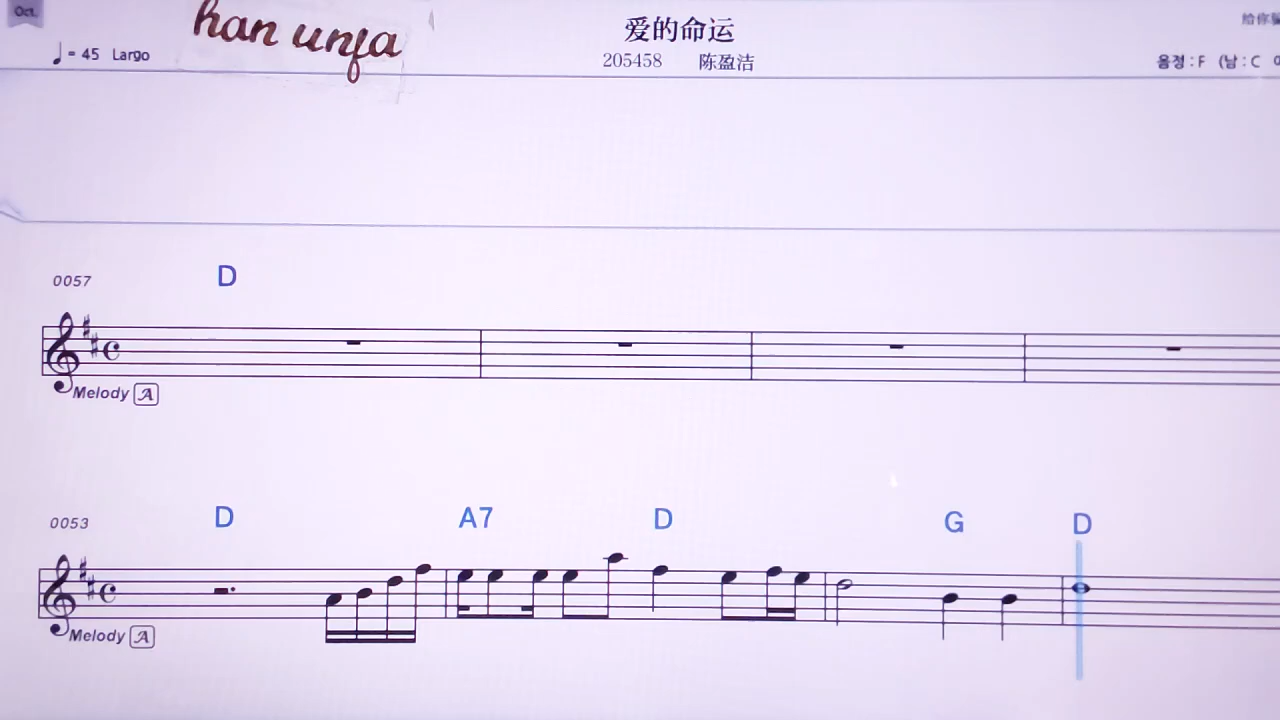 Oct.
han unfa
爱的命运
= 45 Largo
205458 陈盈洁
음정 : F (남 : C
0057 D
Melody A
0053 D A7 D G D
Melody A